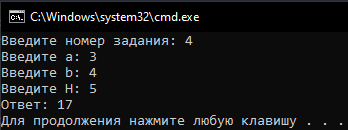 C:\Windows\system32\cmd.exe
Введите номер задания: 4
Введите a: 3
Введите b: 4
Введите H: 5
Ответ: 17
Для продолжения нажмите любую клавишу . . .